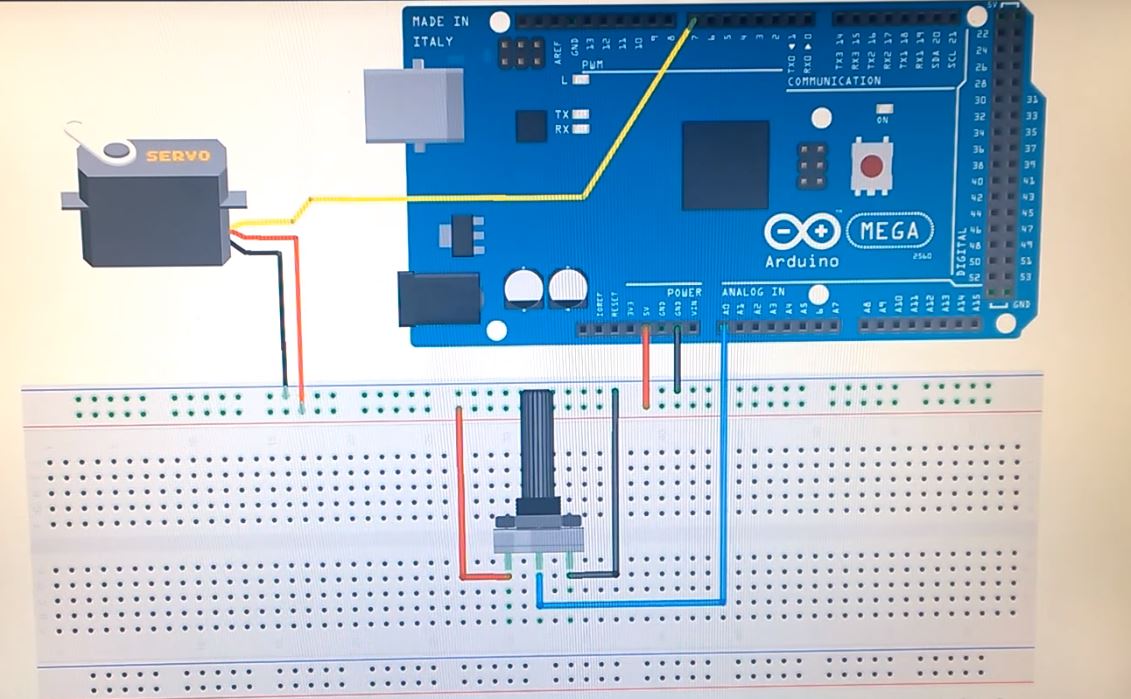 MADE IN
ITALY
AREF
GND
13
12
11
10
9
8
7
6
5
4
3
2
TX0 ◄ 1
RX0 ► 0
TX3 14
RX3 15
TX2 16
RX2 17
TX1 18
RX1 19
SDA 20
SCL 21
5V
PWM
COMMUNICATION
L
TX
RX
ON
22
24
26
28
30
31
32
33
34
35
36
37
38
39
40
41
42
43
44
45
46
47
48
49
50
51
52
53
GND
DIGITAL
SERVO
MEGA
2560
Arduino
POWER
ANALOG IN
IOREF
RESET
3V3
5V
GND
GND
VIN
A0
A1
A2
A3
A4
A5
6
A7
A8
A9
A10
A11
A12
A13
A14
A15